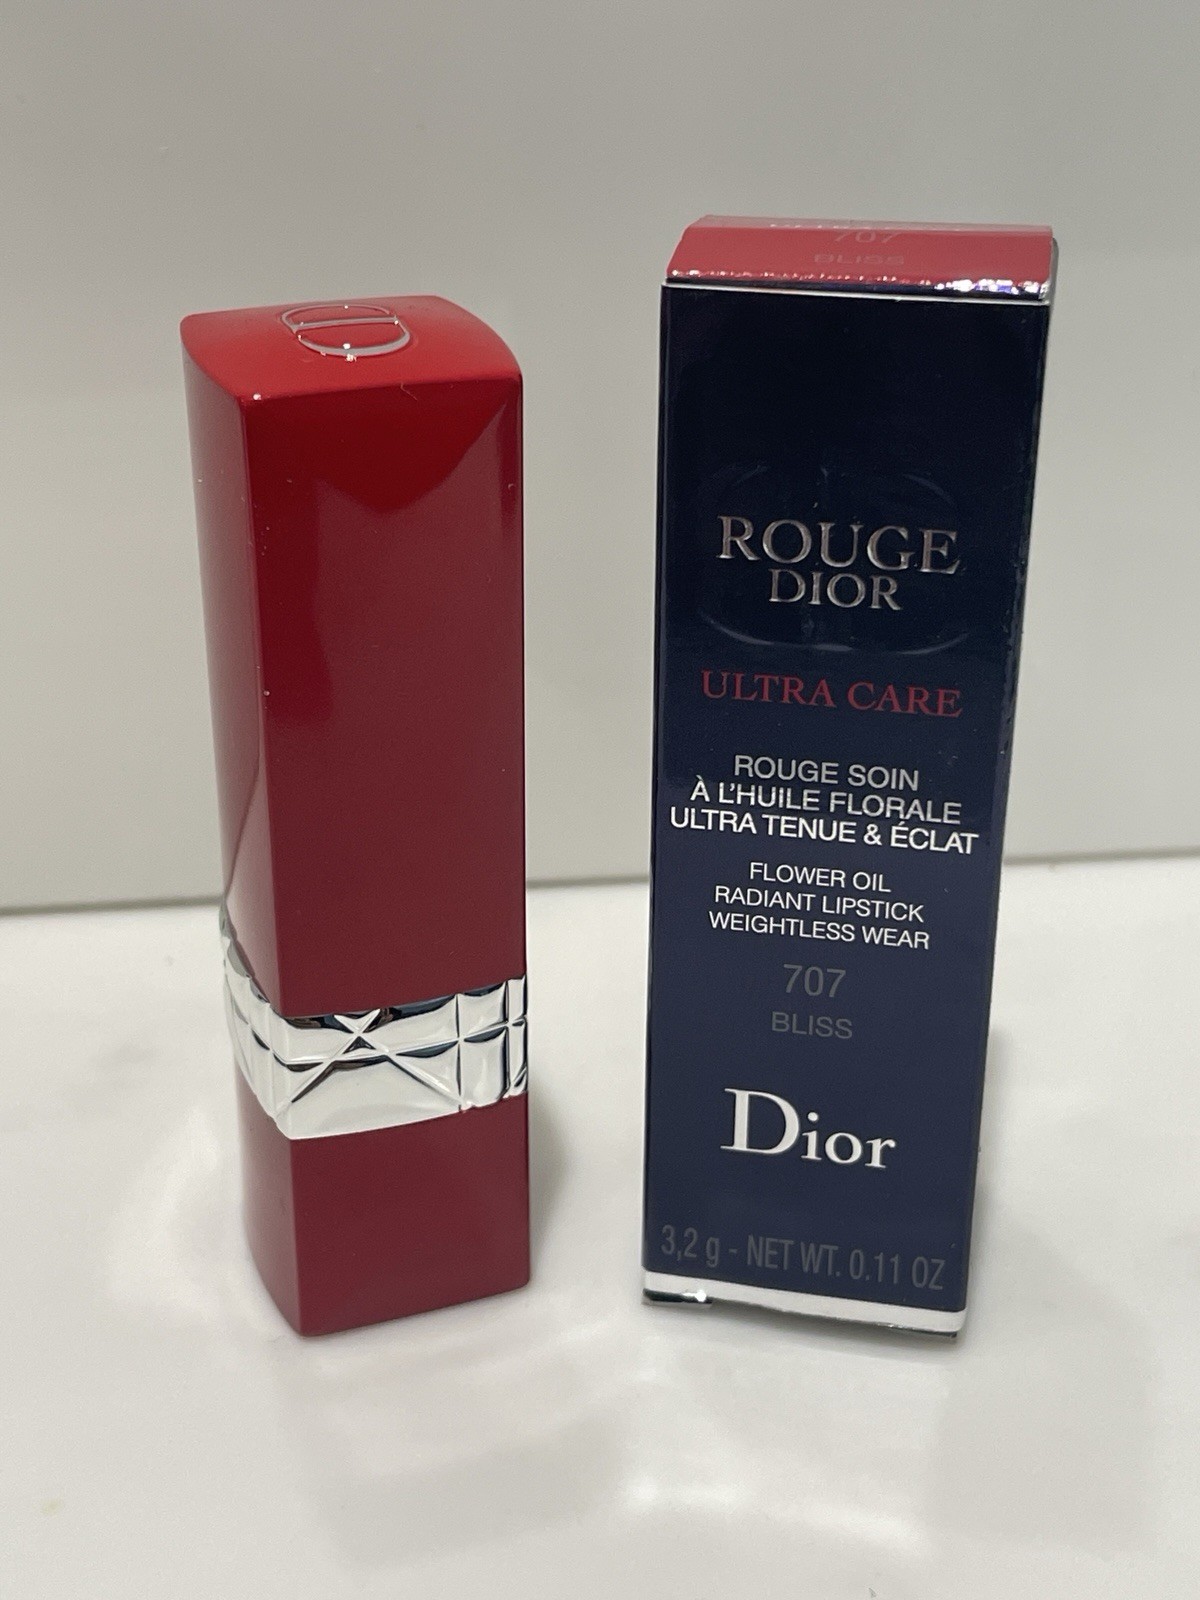 707
BLISS
ROUGE
DIOR
ULTRA CARE
ROUGE SOIN
À L'HUILE FLORALE
ULTRA TENUE & ÉCLAT
FLOWER OIL
RADIANT LIPSTICK
WEIGHTLESS WEAR
707
BLISS
Dior
3,2 g - NET WT. 0.11 OZ